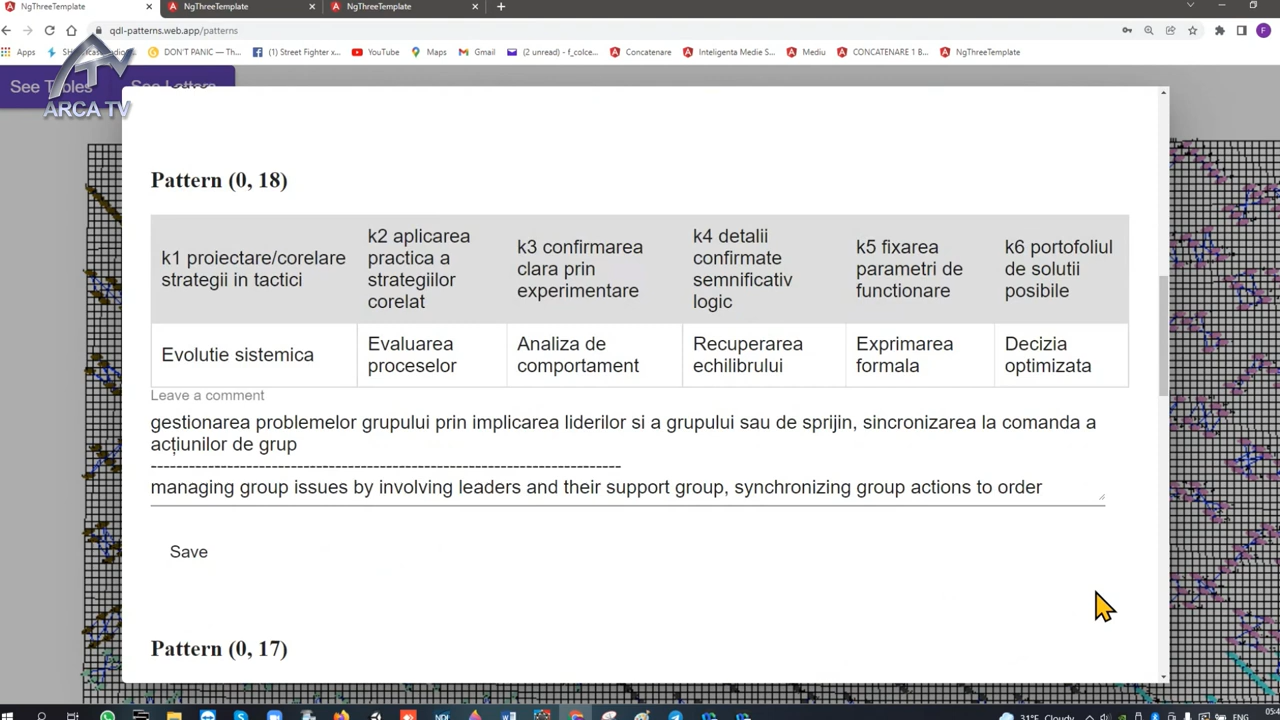 NgThreeTemplate
NgThreeTemplate
NgThreeTemplate
qdl-patterns.web.app/patterns
Apps
DON'T PANIC — Th...
(1) Street Fighter x...
YouTube
Maps
Gmail
(2 unread) - f_colce...
Concatenare
Inteligenta Medie S...
Mediu
CONCATENARE 1 B...
NgThreeTemplate
See Tables
ARCA TV
Pattern (0, 18)
k1 proiectare/corelare
strategii in tactici
k2 aplicarea
practica a
strategiilor
corelat
k3 confirmarea
clara prin
experimentare
k4 detalii
confirmate
semnificativ
logic
k5 fixarea
parametri de
functionare
k6 portofoliul
de solutii
posibile
Evolutie sistemica
Evaluarea
proceselor
Analiza de
comportament
Recuperarea
echilibrului
Exprimarea
formala
Decizia
optimizata
Leave a comment
gestionarea problemelor grupului prin implicarea liderilor si a grupului sau de sprijin, sincronizarea la comanda a
acțiunilor de grup
-----------------------------------------------------------------------
managing group issues by involving leaders and their support group, synchronizing group actions to order
Save
Pattern (0, 17)
31°F Cloudy
ENG